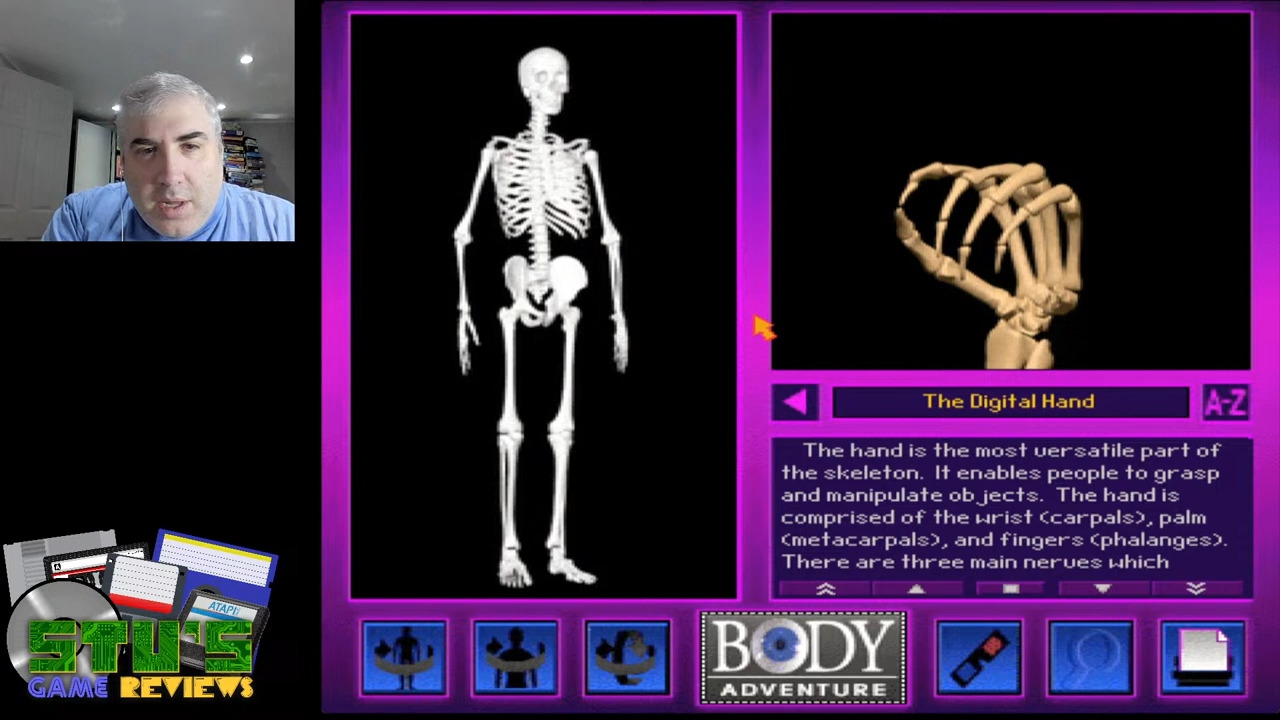 The Digital Hand
A-Z
The hand is the most versatile part of
the skeleton. It enables people to grasp
and manipulate objects. The hand is
comprised of the wrist (carpals), palm
(metacarpals), and fingers (phalanges).
There are three main nerves which
BODY
ADVENTURE
ATAPI
STU'S
GAME REVIEWS